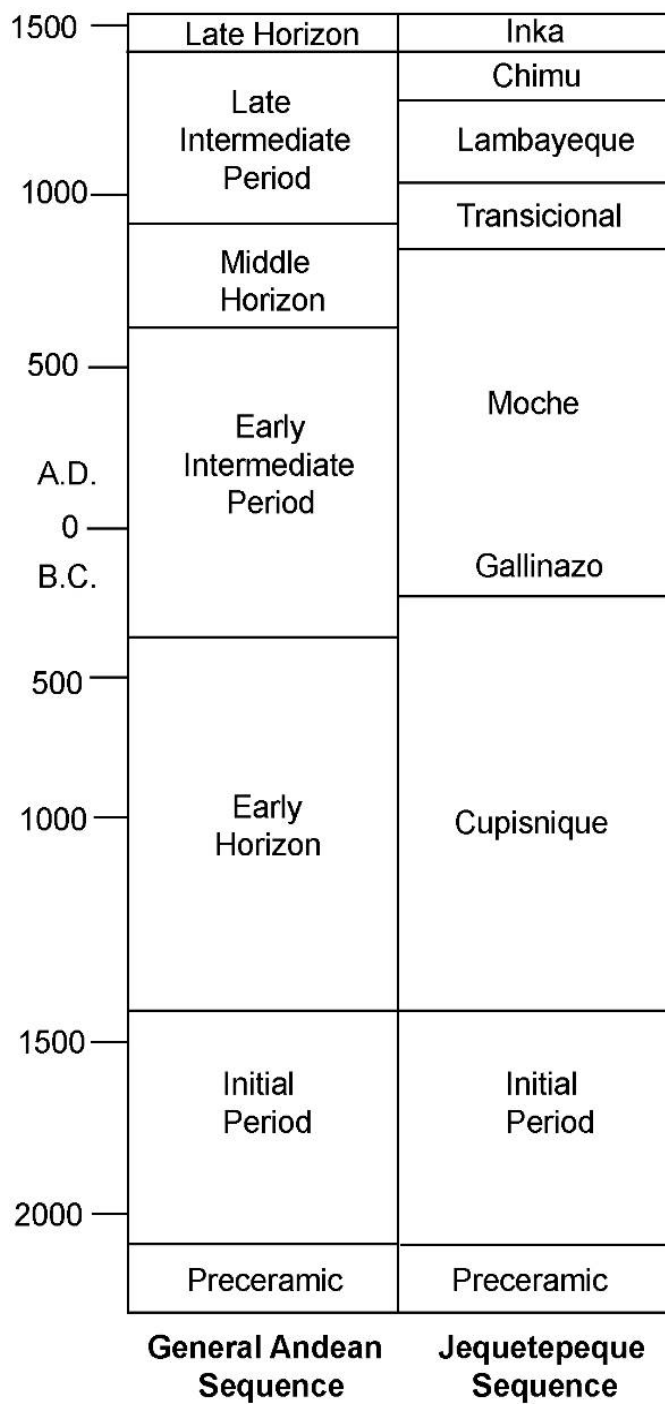 1500
Late Horizon
Inka
Chimu
Late
Intermediate
Period
Lambayeque
1000
Transicional
Middle
Horizon
500
Moche
Early
Intermediate
Period
A.D.
0
B.C.
Gallinazo
500
1000
Early
Horizon
Cupisnique
1500
Initial
Period
Initial
Period
2000
Preceramic
Preceramic
General Andean
Sequence
Jequetepeque
Sequence